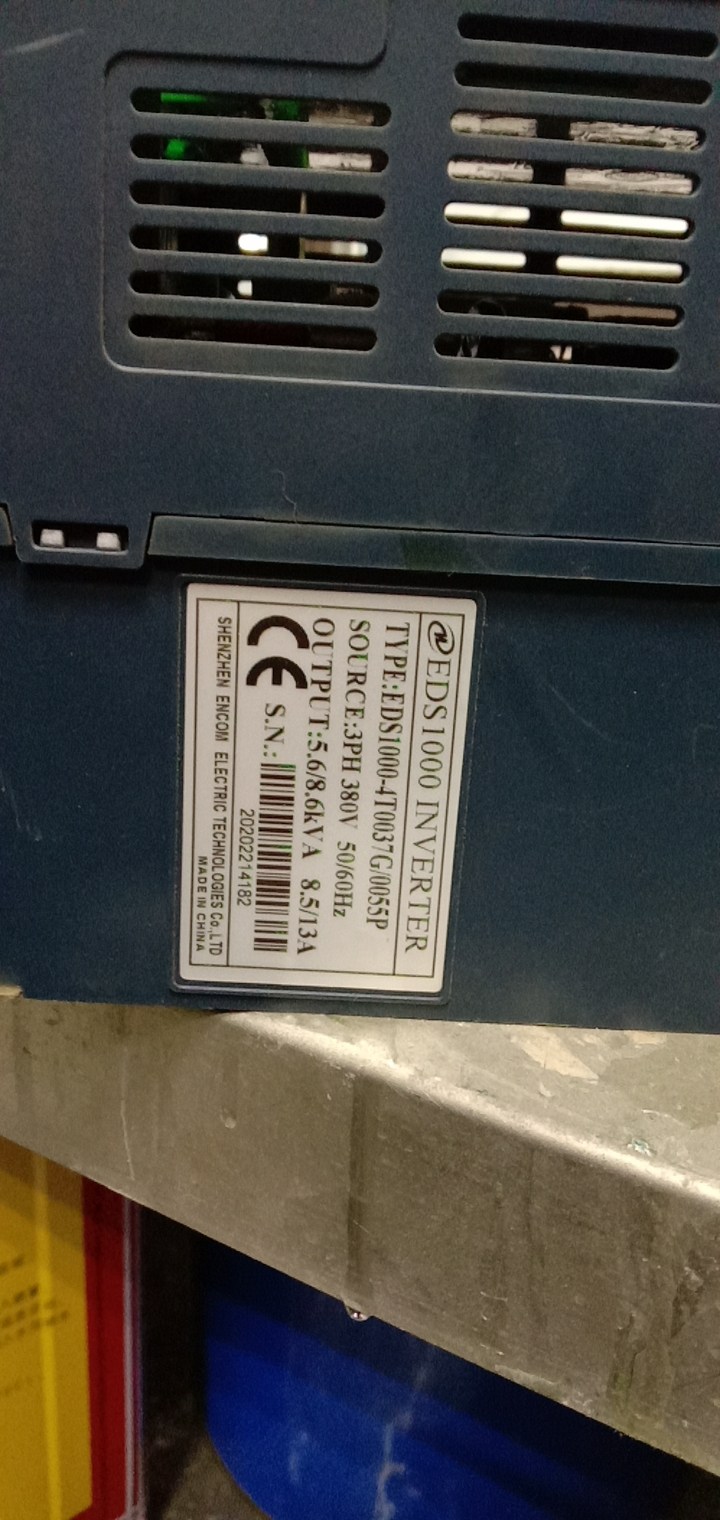 EDS1000 INVERTER
TYPE:EDS1000-4T0037G/0055P
SOURCE:3PH 380V 50/60Hz
OUTPUT:5.6/8.6kVA 8.5/13A
CE S.N.:
20202214182
SHENZHEN ENCOM ELECTRIC TECHNOLOGIES Co.,LTD
MADE IN CHINA